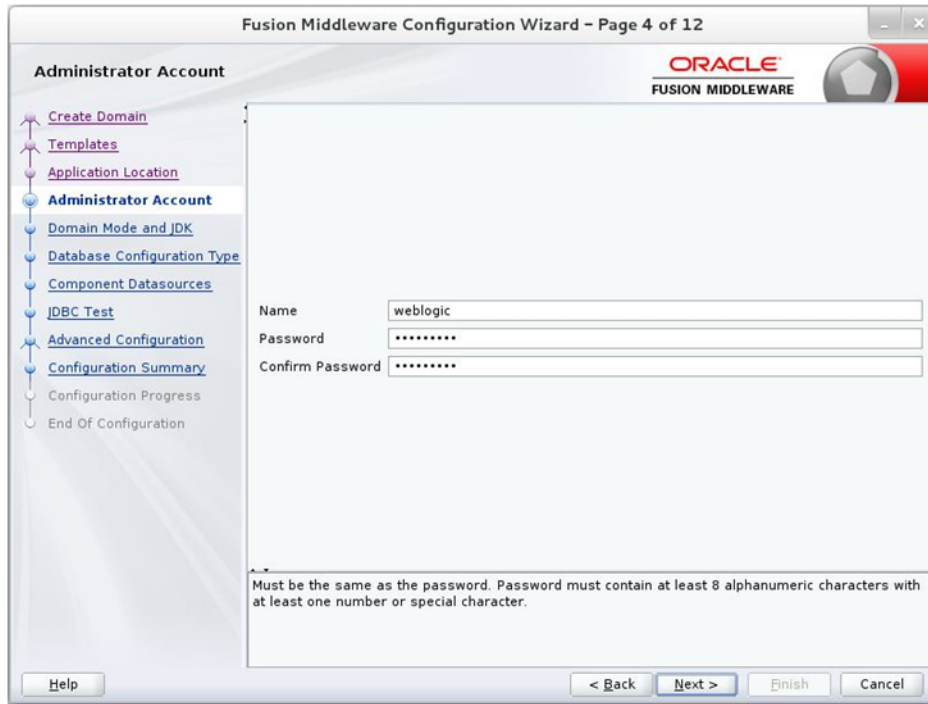 Fusion Middleware Configuration Wizard – Page 4 of 12
Administrator Account
ORACLE
FUSION MIDDLEWARE
Create Domain
Templates
Application Location
Administrator Account
Domain Mode and JDK
Database Configuration Type
Component Datasources
JDBC Test
Advanced Configuration
Configuration Summary
Configuration Progress
End Of Configuration
Name weblogic
Password •••••••••
Confirm Password •••••••••
Must be the same as the password. Password must contain at least 8 alphanumeric characters with
at least one number or special character.
Help < Back Next > Finish Cancel